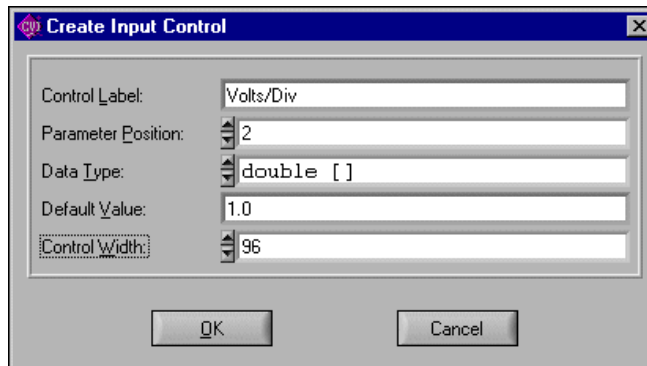 CVI Create Input Control
Control Label: Volts/Div
Parameter Position: 2
Data Type: double []
Default Value: 1.0
Control Width: 96
OK Cancel